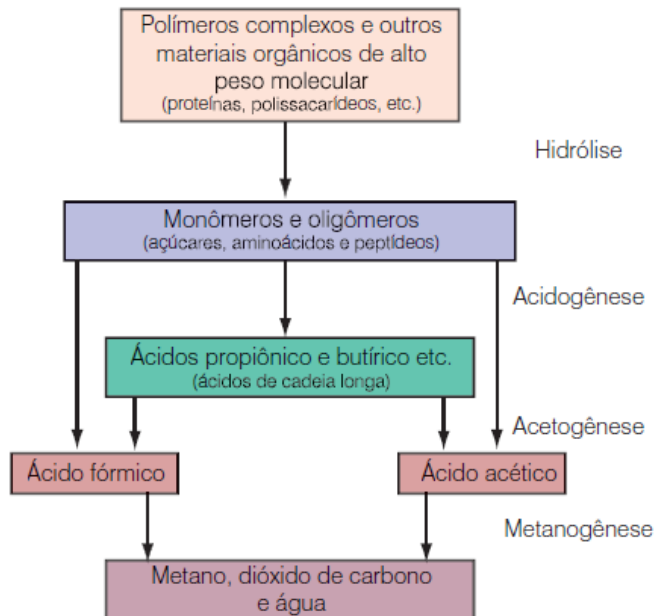 Polímeros complexos e outros
materiais orgânicos de alto
peso molecular
(proteínas, polissacarídeos, etc.)
Hidrólise
Monômeros e oligômeros
(açúcares, aminoácidos e peptídeos)
Acidogênese
Ácidos propiônico e butírico etc.
(ácidos de cadeia longa)
Acetogênese
Ácido fórmico
Ácido acético
Metanogênese
Metano, dióxido de carbono
e água